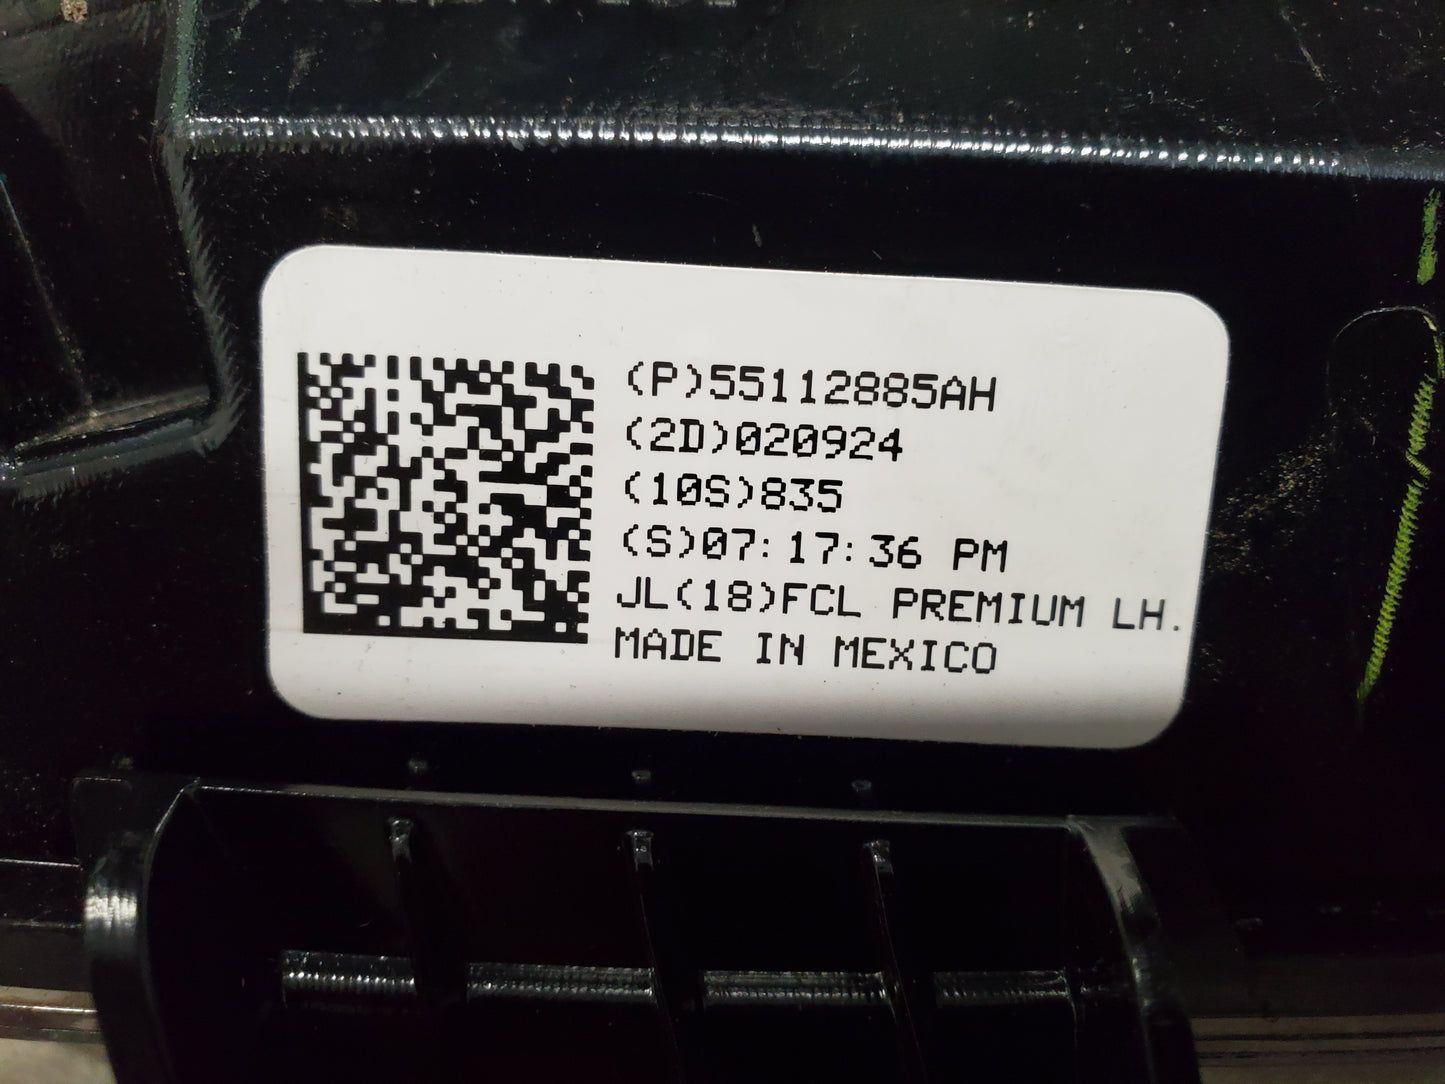 (P)55112885AH
(2D)020924
(10S)835
(S)07:17:36 PM
JL(18)FCL PREMIUM LH.
MADE IN MEXICO